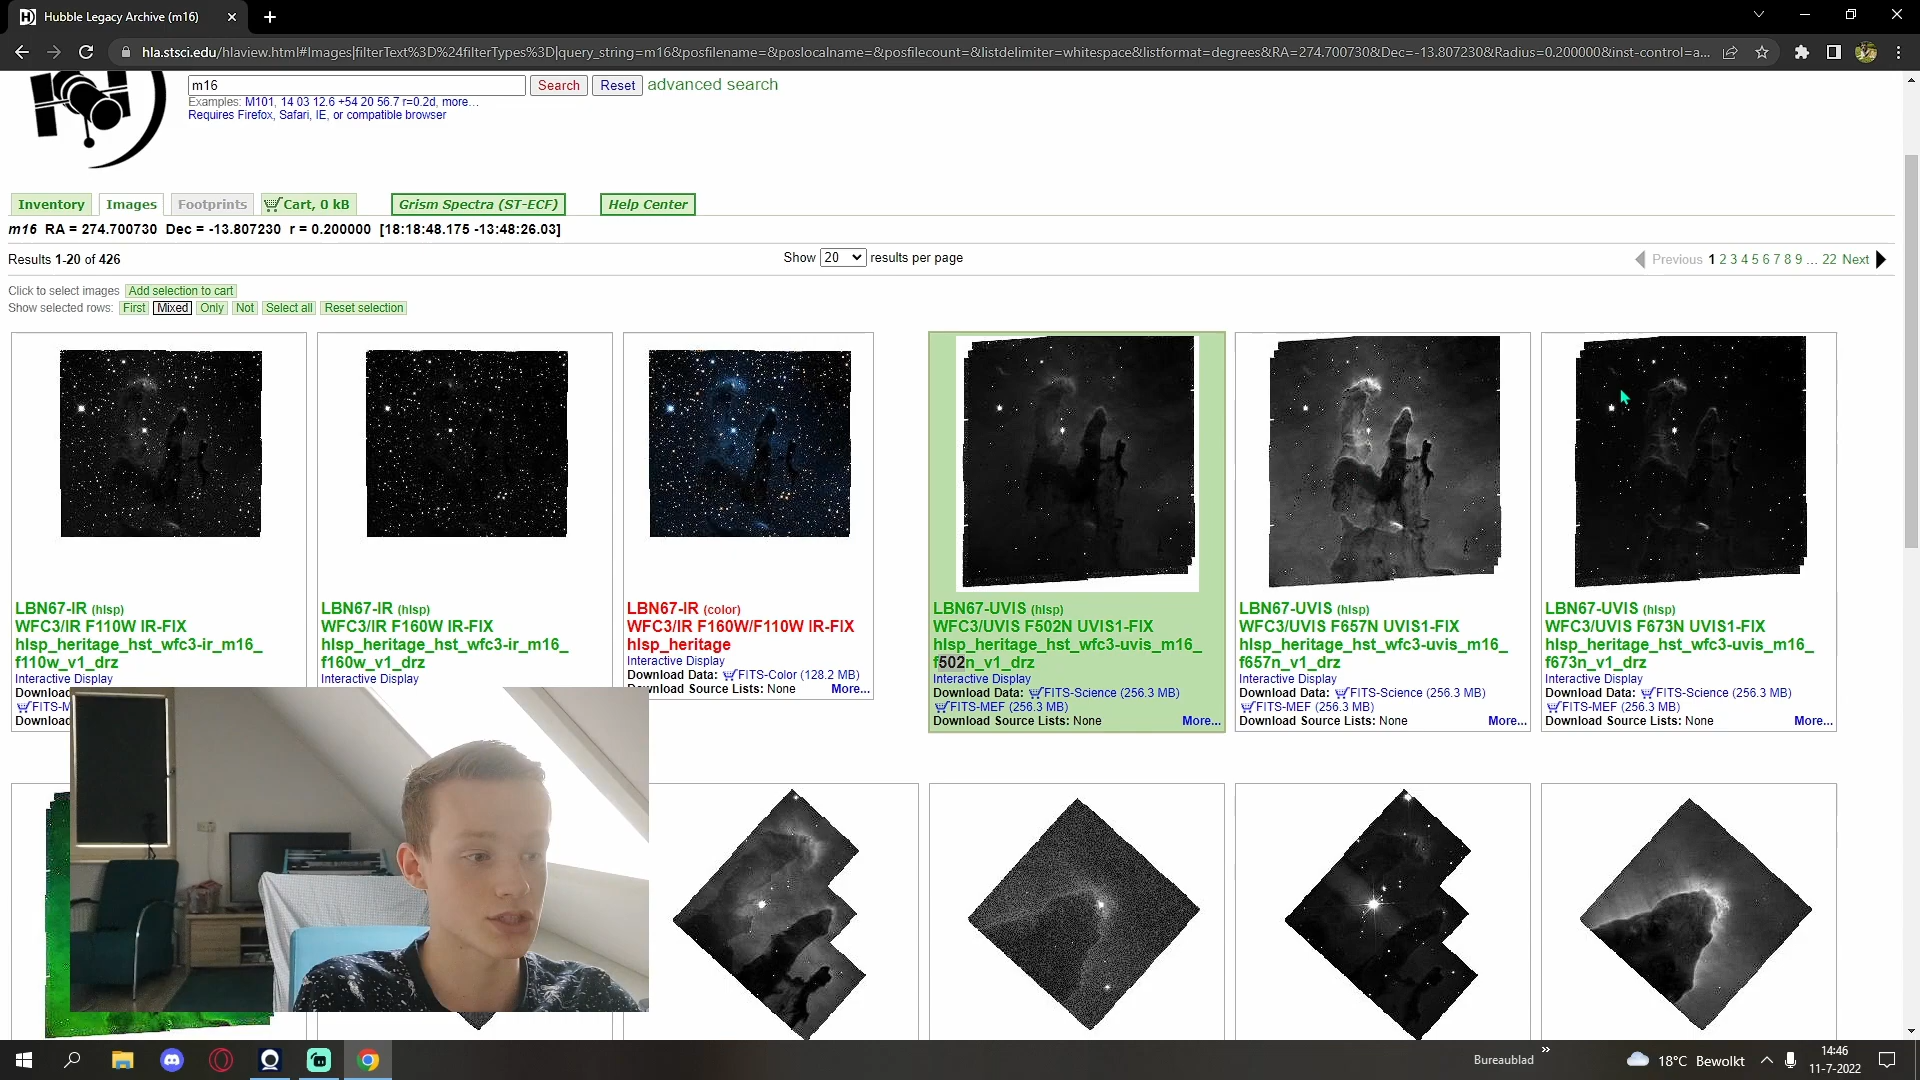 Hubble Legacy Archive (m16)
hla.stsci.edu/hlaview.html#Images|filterText%3D%24filterTypes%3D|query_string=m16&posfilename=&poslocalname=&posfilecount=&listdelimiter=whitespace&listformat=degrees&RA=274.700730&Dec=-13.807230&Radius=0.200000&inst-control=a...
m16 Search Reset advanced search
Examples: M101, 14 03 12.6 +54 20 56.7 r=0.2d, more...
Requires Firefox, Safari, IE, or compatible browser
Inventory Images Footprints Cart, 0 kB Grism Spectra (ST-ECF) Help Center
m16 RA = 274.700730 Dec = -13.807230 r = 0.200000 [18:18:48.175 -13:48:26.03]
Results 1-20 of 426 Show 20 results per page Previous 1 2 3 4 5 6 7 8 9 ... 22 Next
Click to select images Add selection to cart
Show selected rows: First Mixed Only Not Select all Reset selection
LBN67-IR (hlsp)
WFC3/IR F110W IR-FIX
hlsp_heritage_hst_wfc3-ir_m16_
f110w_v1_drz
Interactive Display
Download
FITS-M
Download
LBN67-IR (hlsp)
WFC3/IR F160W IR-FIX
hlsp_heritage_hst_wfc3-ir_m16_
f160w_v1_drz
Interactive Display
LBN67-IR (color)
WFC3/IR F160W/F110W IR-FIX
hlsp_heritage
Interactive Display
Download Data: FITS-Color (128.2 MB)
Download Source Lists: None More...
LBN67-UVIS (hlsp)
WFC3/UVIS F502N UVIS1-FIX
hlsp_heritage_hst_wfc3-uvis_m16_
f502n_v1_drz
Interactive Display
Download Data: FITS-Science (256.3 MB)
FITS-MEF (256.3 MB)
Download Source Lists: None More...
LBN67-UVIS (hlsp)
WFC3/UVIS F657N UVIS1-FIX
hlsp_heritage_hst_wfc3-uvis_m16_
f657n_v1_drz
Interactive Display
Download Data: FITS-Science (256.3 MB)
FITS-MEF (256.3 MB)
Download Source Lists: None More...
LBN67-UVIS (hlsp)
WFC3/UVIS F673N UVIS1-FIX
hlsp_heritage_hst_wfc3-uvis_m16_
f673n_v1_drz
Interactive Display
Download Data: FITS-Science (256.3 MB)
FITS-MEF (256.3 MB)
Download Source Lists: None More...
Bureaublad
18°C Bewolkt
14:46
11-7-2022